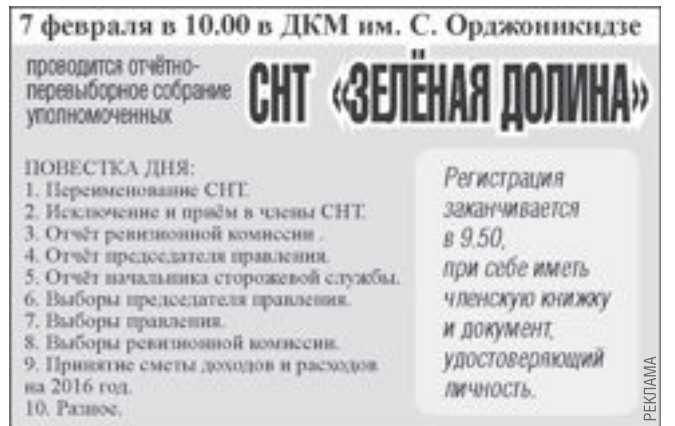 7 февраля в 10.00 в ДКМ им. С. Орджоникидзе
проводится отчётно-
перевыборное собрание
уполномоченных
СНТ «ЗЕЛЁНАЯ ДОЛИНА»
ПОВЕСТКА ДНЯ:
1. Переименование СНТ.
2. Исключение и приём в члены СНТ.
3. Отчёт ревизионной комиссии .
4. Отчёт председателя правления.
5. Отчёт начальника сторожевой службы.
6. Выборы председателя правления.
7. Выборы правления.
8. Выборы ревизионной комиссии.
9. Принятие сметы доходов и расходов
на 2016 год.
10. Разное.
Регистрация
заканчивается
в 9.50,
при себе иметь
членскую книжку
и документ,
удостоверяющий
личность.
РЕКЛАМА